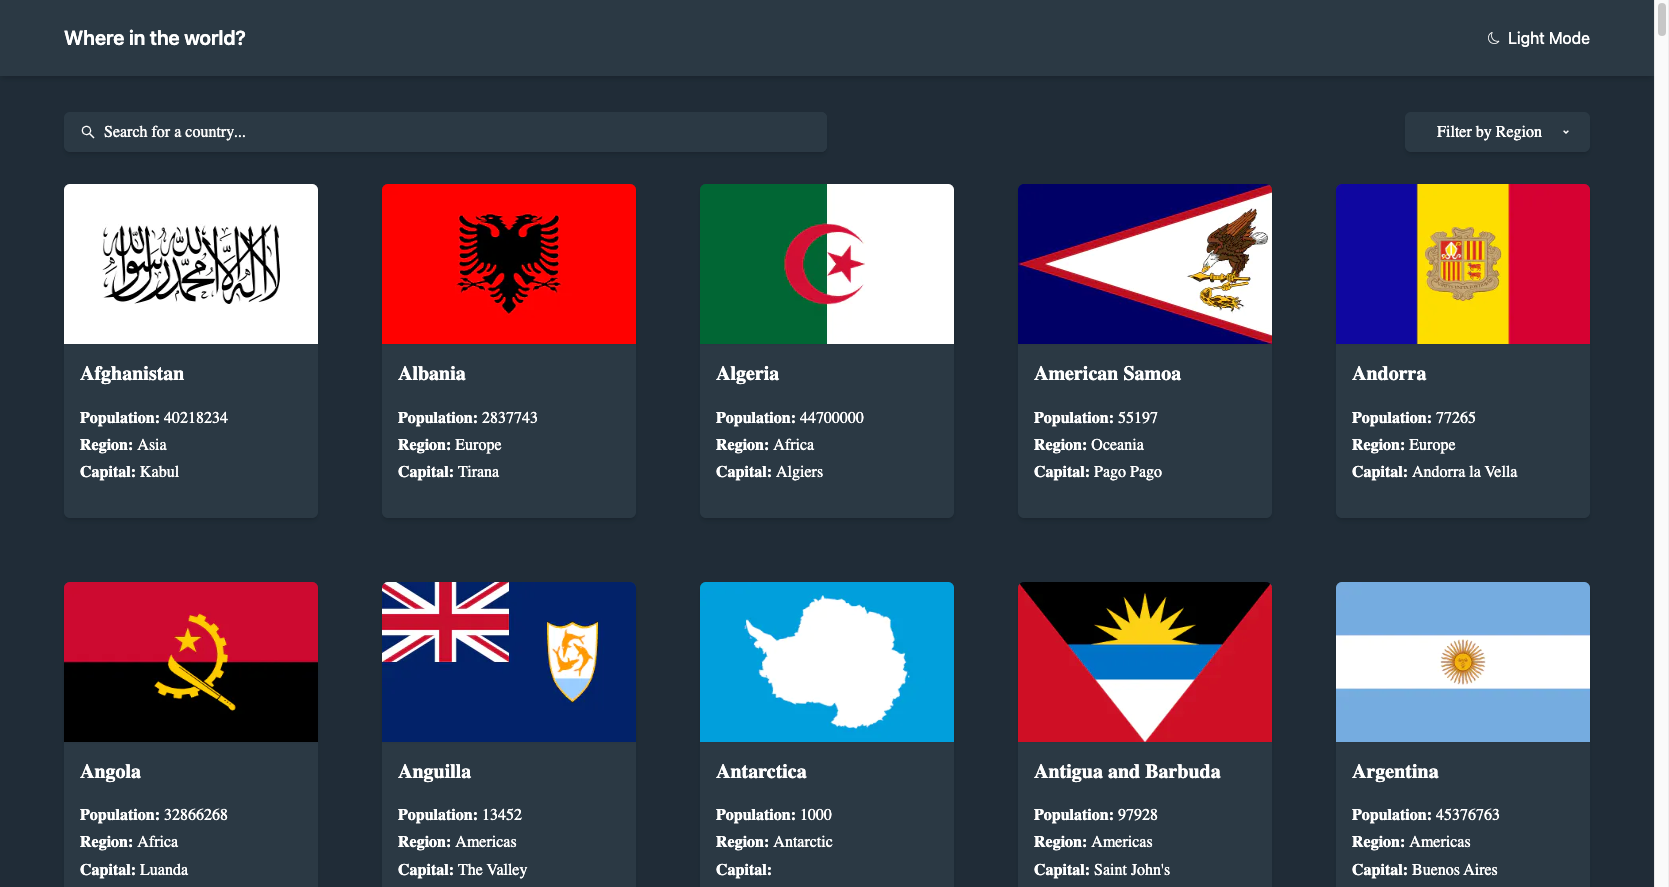 Where in the world?
Light Mode
Search for a country...
Filter by Region
لا إله إلا الله محمد رسول الله
Afghanistan
Population: 40218234
Region: Asia
Capital: Kabul
Albania
Population: 2837743
Region: Europe
Capital: Tirana
Algeria
Population: 44700000
Region: Africa
Capital: Algiers
American Samoa
Population: 55197
Region: Oceania
Capital: Pago Pago
Andorra
Population: 77265
Region: Europe
Capital: Andorra la Vella
Angola
Population: 32866268
Region: Africa
Capital: Luanda
Anguilla
Population: 13452
Region: Americas
Capital: The Valley
Antarctica
Population: 1000
Region: Antarctic
Capital:
Antigua and Barbuda
Population: 97928
Region: Americas
Capital: Saint John's
Argentina
Population: 45376763
Region: Americas
Capital: Buenos Aires